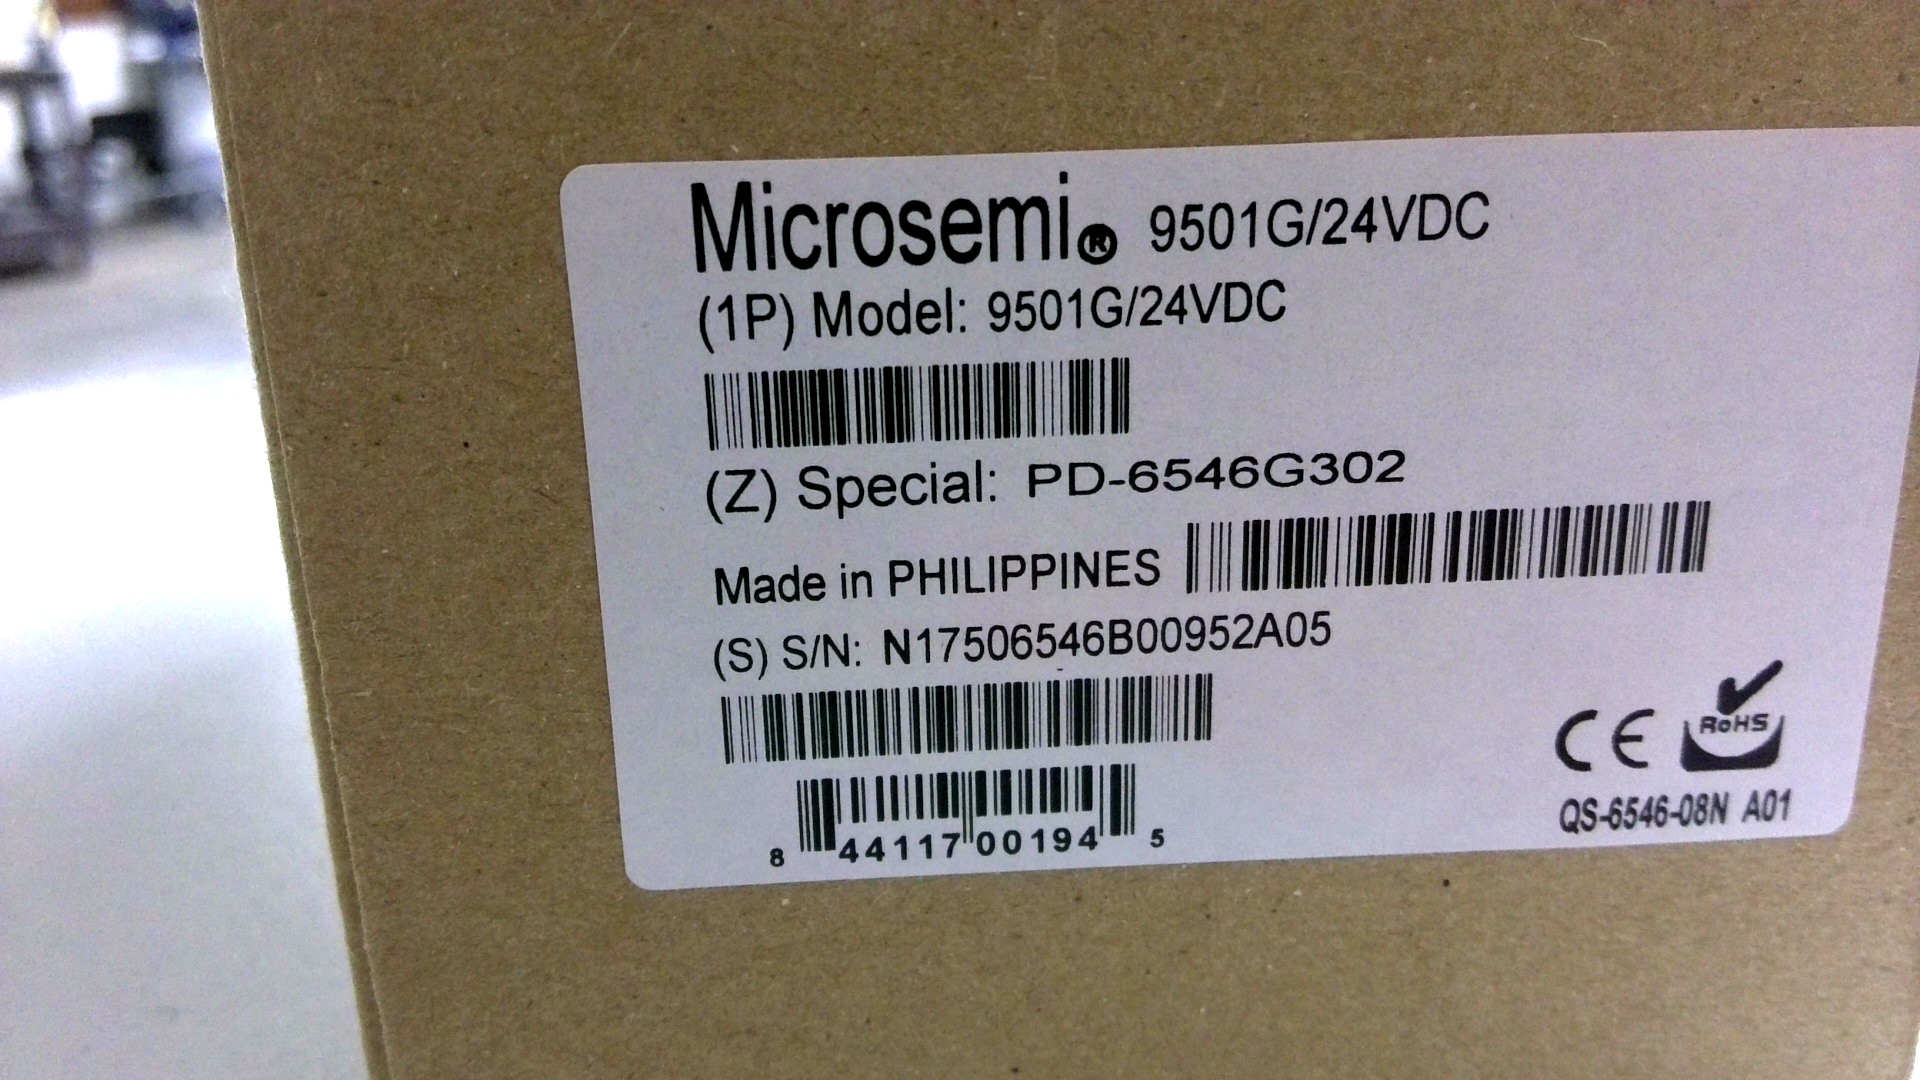 Microsemi® 9501G/24VDC
(1P) Model: 9501G/24VDC
(Z) Special: PD-6546G302
Made in PHILIPPINES
(S) S/N: N17506546B00952A05
RoHS
CE
8 44117 00194 5
QS-6546-08N A01